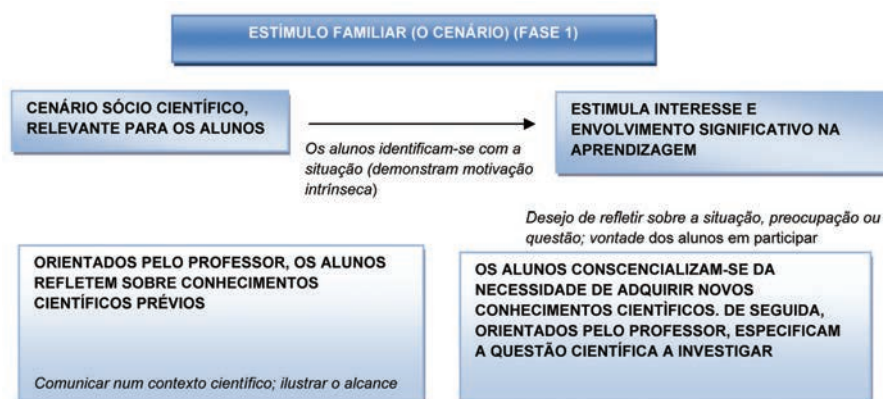 ESTÍMULO FAMILIAR (O CENÁRIO) (FASE 1)
CENÁRIO SÓCIO CIENTÍFICO,
RELEVANTE PARA OS ALUNOS
Os alunos identificam-se com a
situação (demonstram motivação
intrínseca)
ESTIMULA INTERESSE E
ENVOLVIMENTO SIGNIFICATIVO NA
APRENDIZAGEM
Desejo de refletir sobre a situação, preocupação ou
questão; vontade dos alunos em participar
ORIENTADOS PELO PROFESSOR, OS ALUNOS
REFLETEM SOBRE CONHECIMENTOS
CIENTÍFICOS PRÉVIOS
Comunicar num contexto científico; ilustrar o alcance
OS ALUNOS CONSCENCIALIZAM-SE DA
NECESSIDADE DE ADQUIRIR NOVOS
CONHECIMENTOS CIENTÌFICOS. DE SEGUIDA,
ORIENTADOS PELO PROFESSOR, ESPECIFICAM
A QUESTÃO CIENTÍFICA A INVESTIGAR